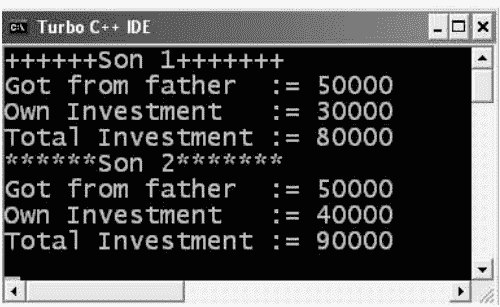 Turbo C++ IDE
++++++Son 1+++++++
Got from father  := 50000
Own Investment   := 30000
Total Investment := 80000
******Son 2*******
Got from father  := 50000
Own Investment   := 40000
Total Investment := 90000